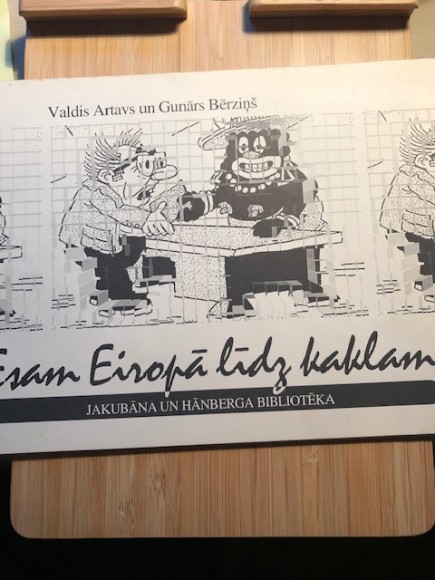 Valdis Artavs un Gunārs Bērziņš
Esam Eiropā līdz kaklam
JAKUBĀNA UN HĀNBERGA BIBLIOTĒKA